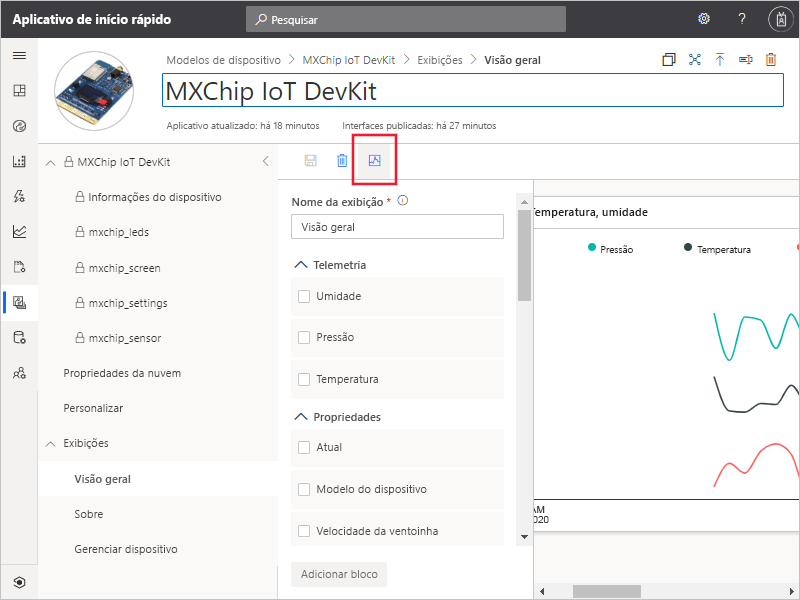 Aplicativo de início rápido
Pesquisar
?
Modelos de dispositivo > MXChip IoT DevKit > Exibições > Visão geral
MXChip IoT DevKit
Aplicativo atualizado: há 18 minutos Interfaces publicadas: há 27 minutos
MXChip IoT DevKit
Informações do dispositivo
mxchip_leds
mxchip_screen
mxchip_settings
mxchip_sensor
Propriedades da nuvem
Personalizar
Exibições
Visão geral
Sobre
Gerenciar dispositivo
Nome da exibição *
Visão geral
Telemetria
Umidade
Pressão
Temperatura
Propriedades
Atual
Modelo do dispositivo
Velocidade da ventoinha
Adicionar bloco
Temperatura, umidade
Pressão
Temperatura
AM
2020